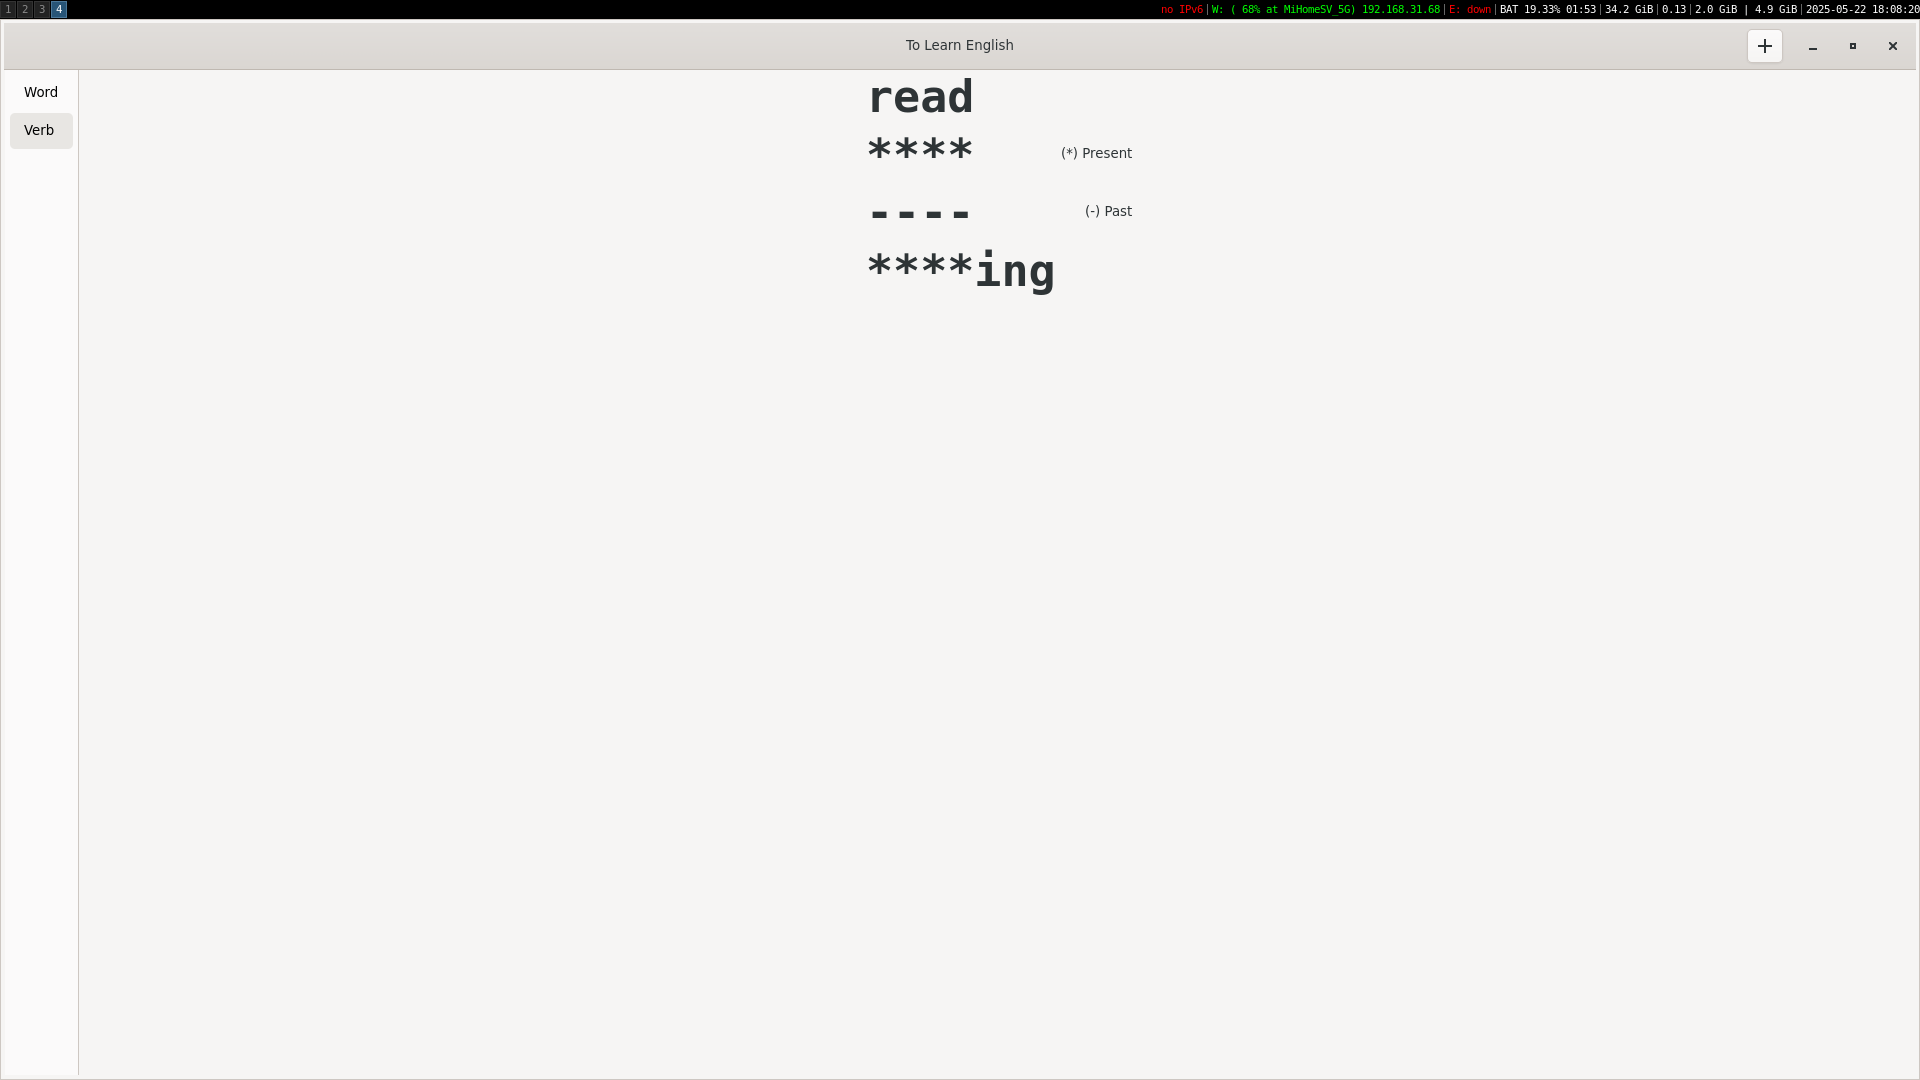 1 2 3 4 no IPv6 W: ( 68% at MiHomeSV_5G) 192.168.31.68 E: down BAT 19.33% 01:53 34.2 GiB 0.13 2.0 GiB | 4.9 GiB 2025-05-22 18:08:20
To Learn English
Word
Verb
read
**** (*) Present
---- (-) Past
****ing